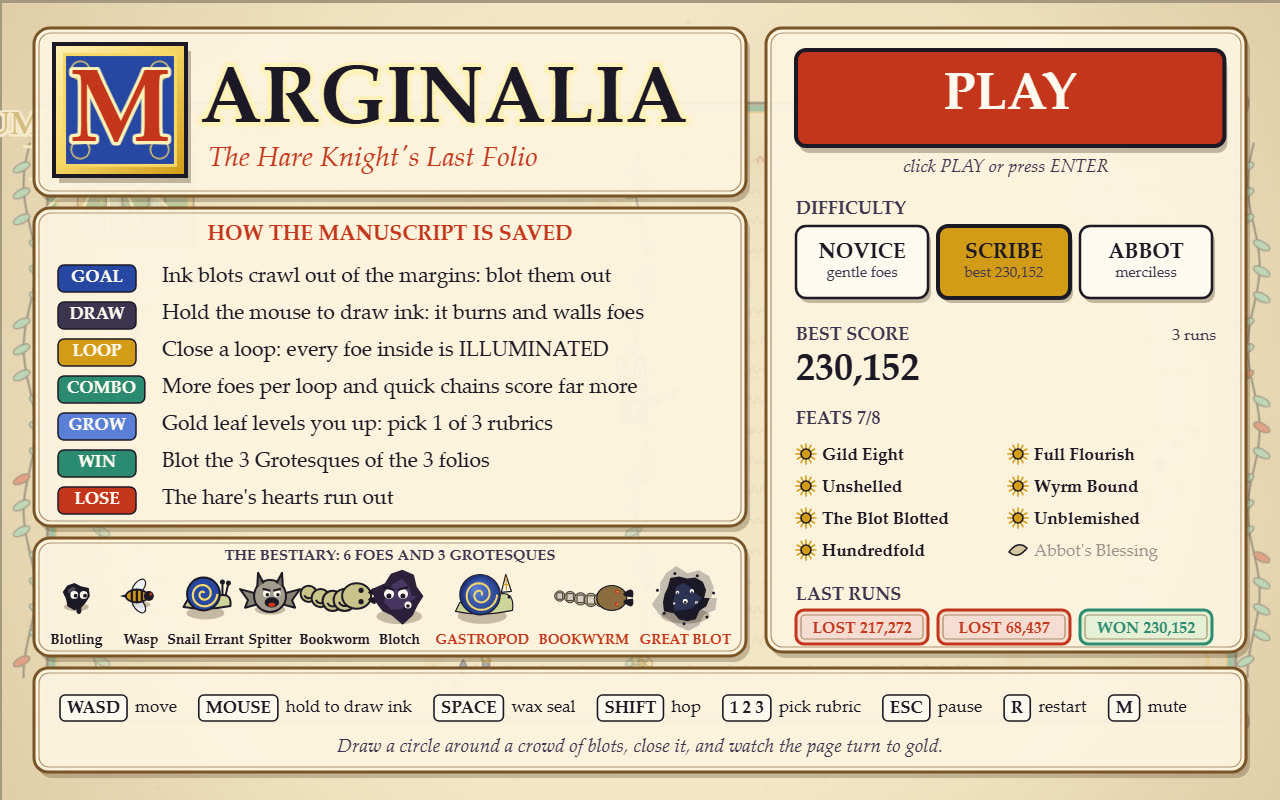 MARGINALIA
The Hare Knight's Last Folio
HOW THE MANUSCRIPT IS SAVED
GOAL Ink blots crawl out of the margins: blot them out
DRAW Hold the mouse to draw ink: it burns and walls foes
LOOP Close a loop: every foe inside is ILLUMINATED
COMBO More foes per loop and quick chains score far more
GROW Gold leaf levels you up: pick 1 of 3 rubrics
WIN Blot the 3 Grotesques of the 3 folios
LOSE The hare's hearts run out
THE BESTIARY: 6 FOES AND 3 GROTESQUES
Blotling Wasp Snail Errant Spitter Bookworm Blotch GASTROPOD BOOKWYRM GREAT BLOT
PLAY
click PLAY or press ENTER
DIFFICULTY
NOVICE
gentle foes
SCRIBE
best 230,152
ABBOT
merciless
BEST SCORE 3 runs
230,152
FEATS 7/8
Gild Eight Full Flourish
Unshelled Wyrm Bound
The Blot Blotted Unblemished
Hundredfold Abbot's Blessing
LAST RUNS
LOST 217,272 LOST 68,437 WON 230,152
WASD move MOUSE hold to draw ink SPACE wax seal SHIFT hop 1 2 3 pick rubric ESC pause R restart M mute
Draw a circle around a crowd of blots, close it, and watch the page turn to gold.